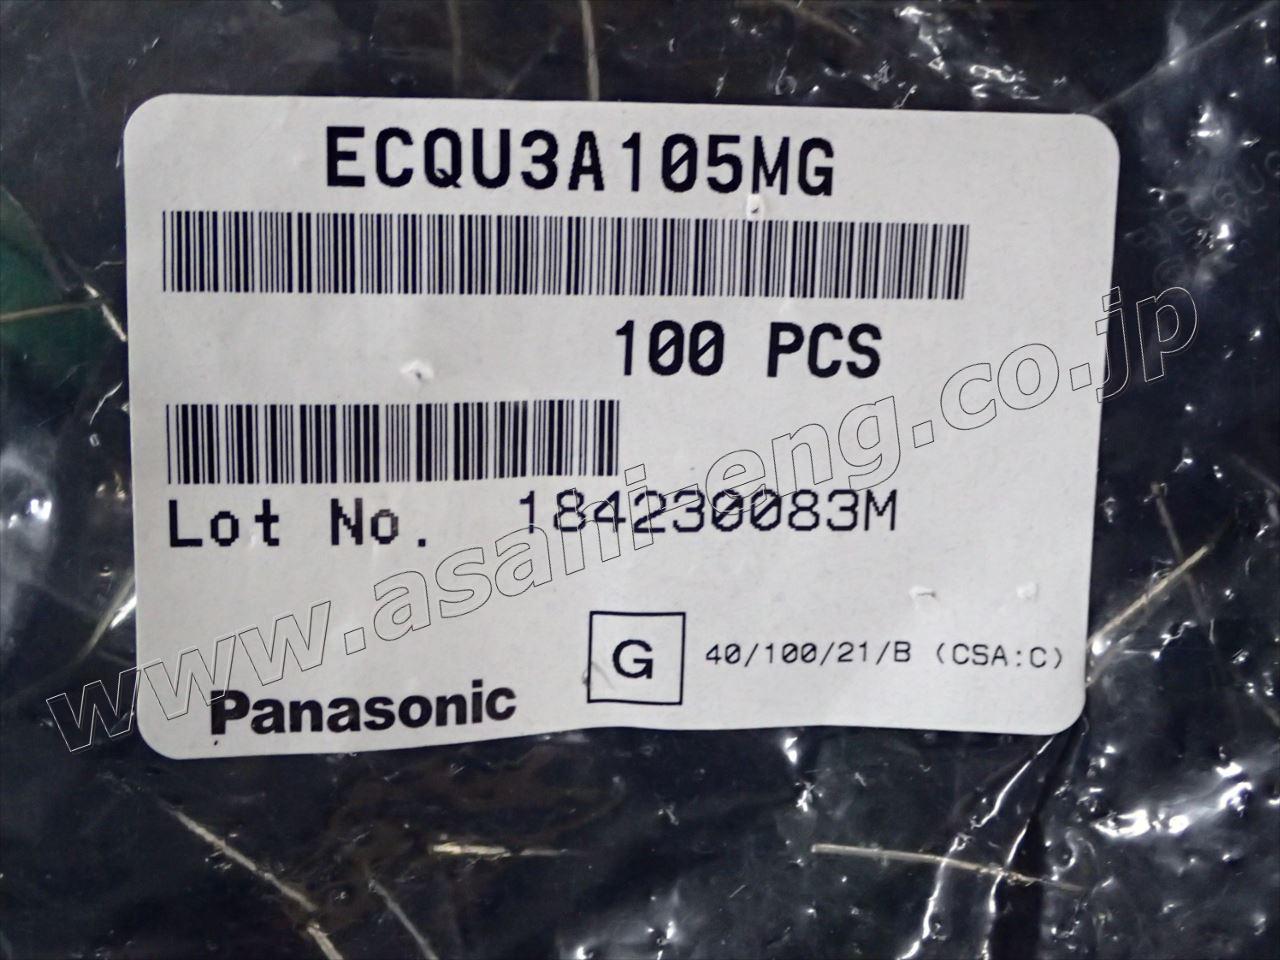 ECQU3A105MG
100 PCS
Lot No. 184230083M
G 40/100/21/B (CSA:C)
Panasonic
www.asahi-eng.co.jp